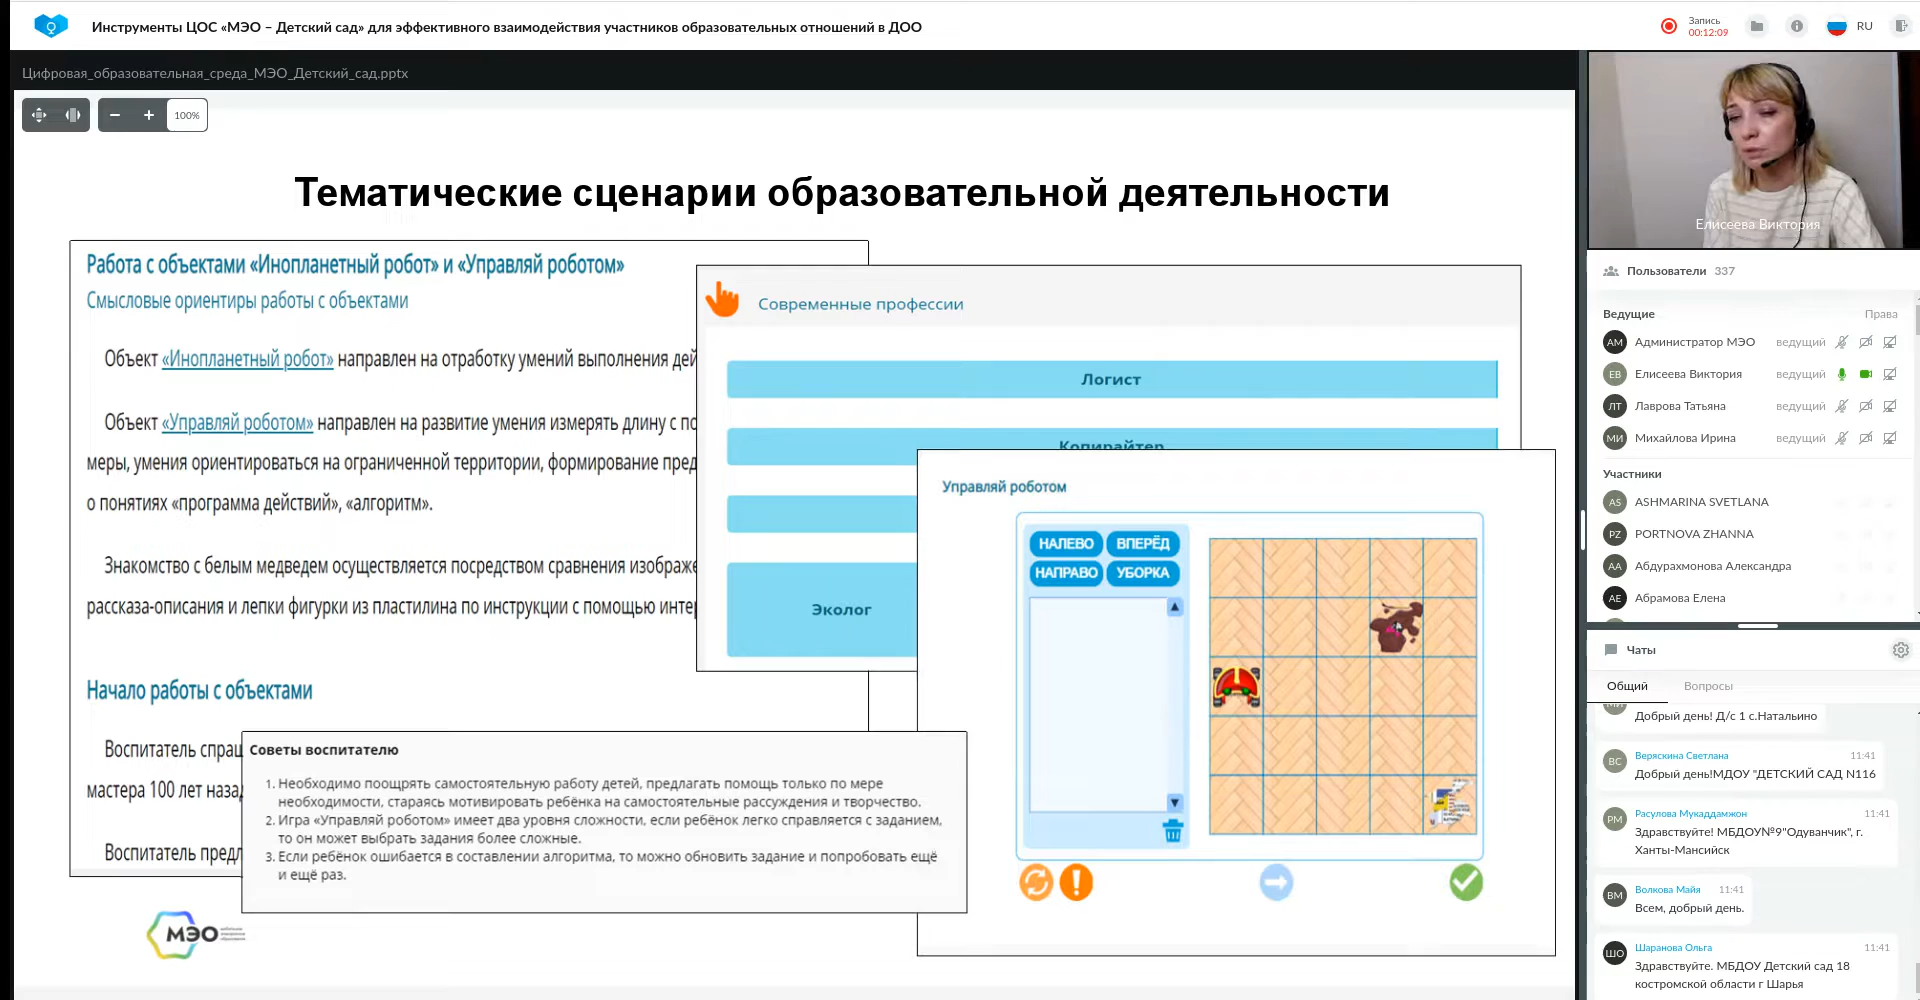 Инструменты ЦОС «МЭО – Детский сад» для эффективного взаимодействия участников образовательных отношений в ДОО
Запись
00:12:09
RU
Цифровая_образовательная_среда_МЭО_Детский_сад.pptx
100%
Тематические сценарии образовательной деятельности
Работа с объектами «Инопланетный робот» и «Управляй роботом»
Смысловые ориентиры работы с объектами
Объект «Инопланетный робот» направлен на отработку умений выполнения дей
Объект «Управляй роботом» направлен на развитие умения измерять длину с по
меры, умения ориентироваться на ограниченной территории, формирование пред
о понятиях «программа действий», «алгоритм».
Знакомство с белым медведем осуществляется посредством сравнения изображе
рассказа-описания и лепки фигурки из пластилина по инструкции с помощью интер
Начало работы с объектами
Воспитатель спраш
мастера 100 лет назад
Воспитатель предл
Современные профессии
Логист
Копирайтер
Эколог
Управляй роботом
НАЛЕВО ВПЕРЁД
НАПРАВО УБОРКА
Советы воспитателю
1. Необходимо поощрять самостоятельную работу детей, предлагать помощь только по мере
необходимости, стараясь мотивировать ребёнка на самостоятельные рассуждения и творчество.
2. Игра «Управляй роботом» имеет два уровня сложности, если ребёнок легко справляется с заданием,
то он может выбрать задания более сложные.
3. Если ребёнок ошибается в составлении алгоритма, то можно обновить задание и попробовать ещё
и ещё раз.
МЭО
Елисеева Виктория
Пользователи 337
Ведущие Права
АМ Администратор МЭО ведущий
ЕВ Елисеева Виктория ведущий
ЛТ Лаврова Татьяна ведущий
МИ Михайлова Ирина ведущий
Участники
AS ASHMARINA SVETLANA
PZ PORTNOVA ZHANNA
АА Абдурахмонова Александра
АЕ Абрамова Елена
Чаты
Общий Вопросы
Добрый день! Д/с 1 с.Натальино
ВС Веряскина Светлана 11:41
Добрый день!МДОУ "ДЕТСКИЙ САД N116
РМ Расулова Мукаддамжон 11:41
Здравствуйте! МБДОУ№9"Одуванчик", г.
Ханты-Мансийск
ВМ Волкова Майя 11:41
Всем, добрый день.
ШО Шаранова Ольга 11:41
Здравствуйте. МБДОУ Детский сад 18
костромской области г Шарья